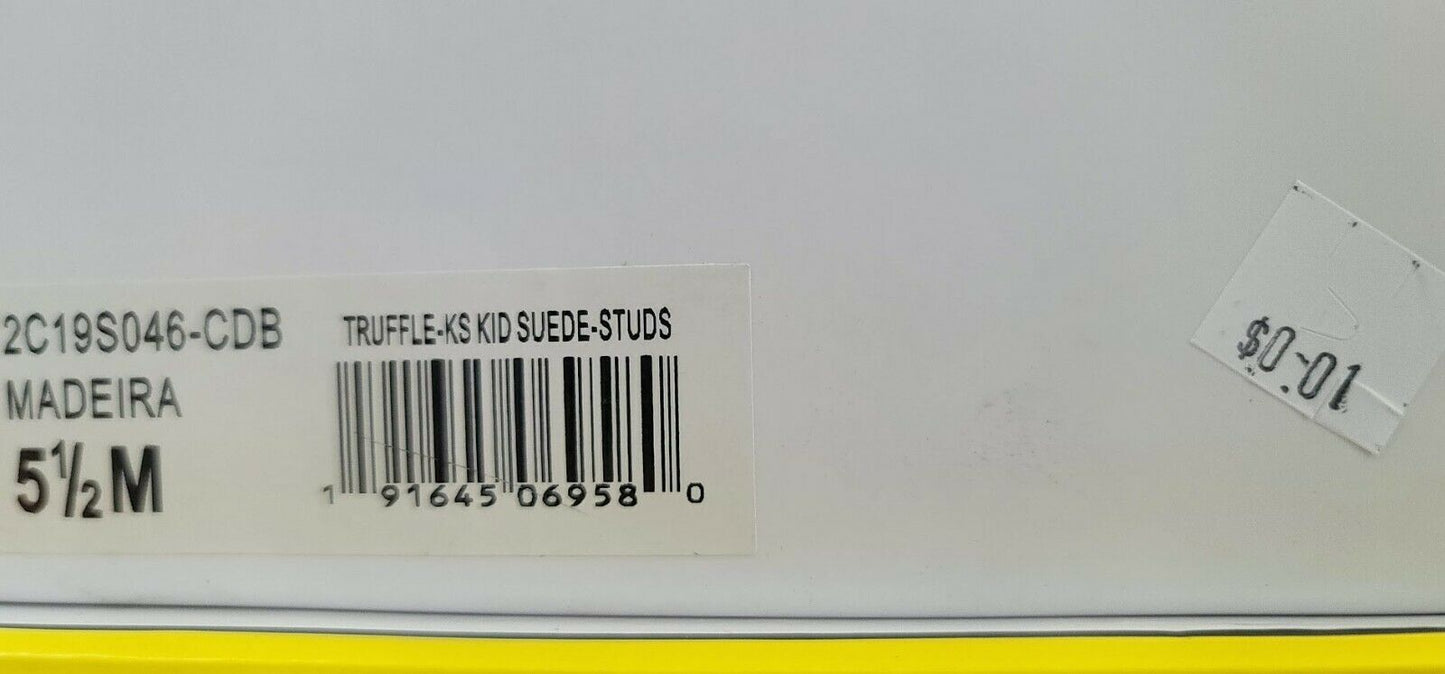 2C19S046-CDB
MADEIRA
5½M
TRUFFLE-KS KID SUEDE-STUDS
1 91645 06958 0
$0-01